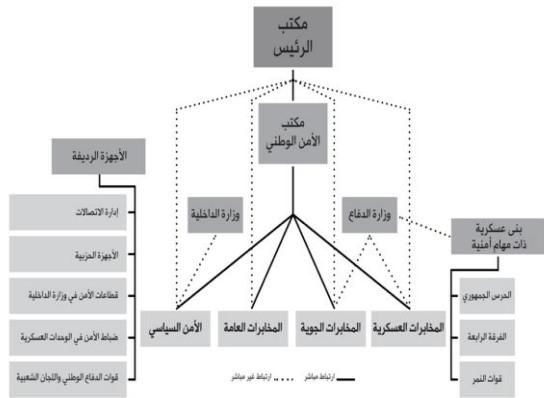 مكتب
الرئيس
مكتب
الأمن الوطني
الأجهزة الرديفة
إدارة الاتصالات
الأجهزة الحزبية
قطاعات الأمن في وزارة الداخلية
ضباط الأمن في الوحدات العسكرية
قوات الدفاع الوطني واللجان الشعبية
وزارة الدفاع
وزارة الداخلية
بنى عسكرية
ذات مهام أمنية
الحرس الجمهوري
الفرقة الرابعة
قوات النمر
المخابرات العسكرية
المخابرات الجوية
المخابرات العامة
الأمن السياسي
ارتباط مباشر
ارتباط غير مباشر